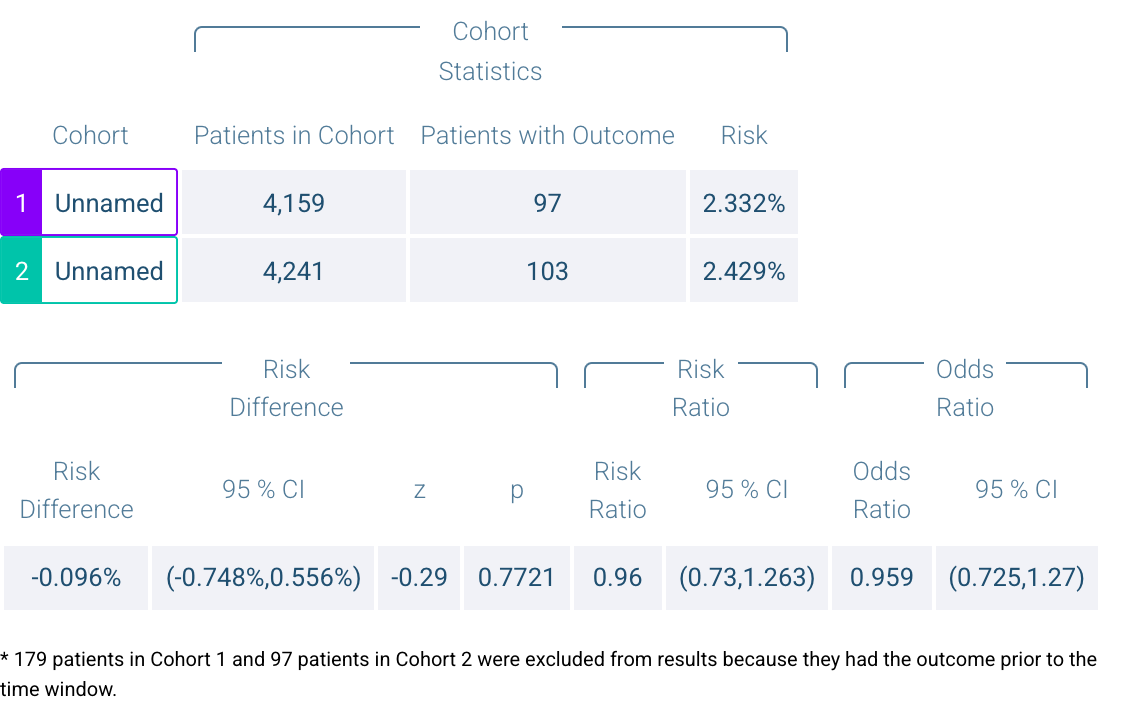 Cohort
Statistics
Cohort Patients in Cohort Patients with Outcome Risk
1 Unnamed 4,159 97 2.332%
2 Unnamed 4,241 103 2.429%
Risk Risk Odds
Difference Ratio Ratio
Risk Risk Odds
Difference 95 % CI z p Ratio 95 % CI Ratio 95 % CI
-0.096% (-0.748%,0.556%) -0.29 0.7721 0.96 (0.73,1.263) 0.959 (0.725,1.27)
* 179 patients in Cohort 1 and 97 patients in Cohort 2 were excluded from results because they had the outcome prior to the
time window.